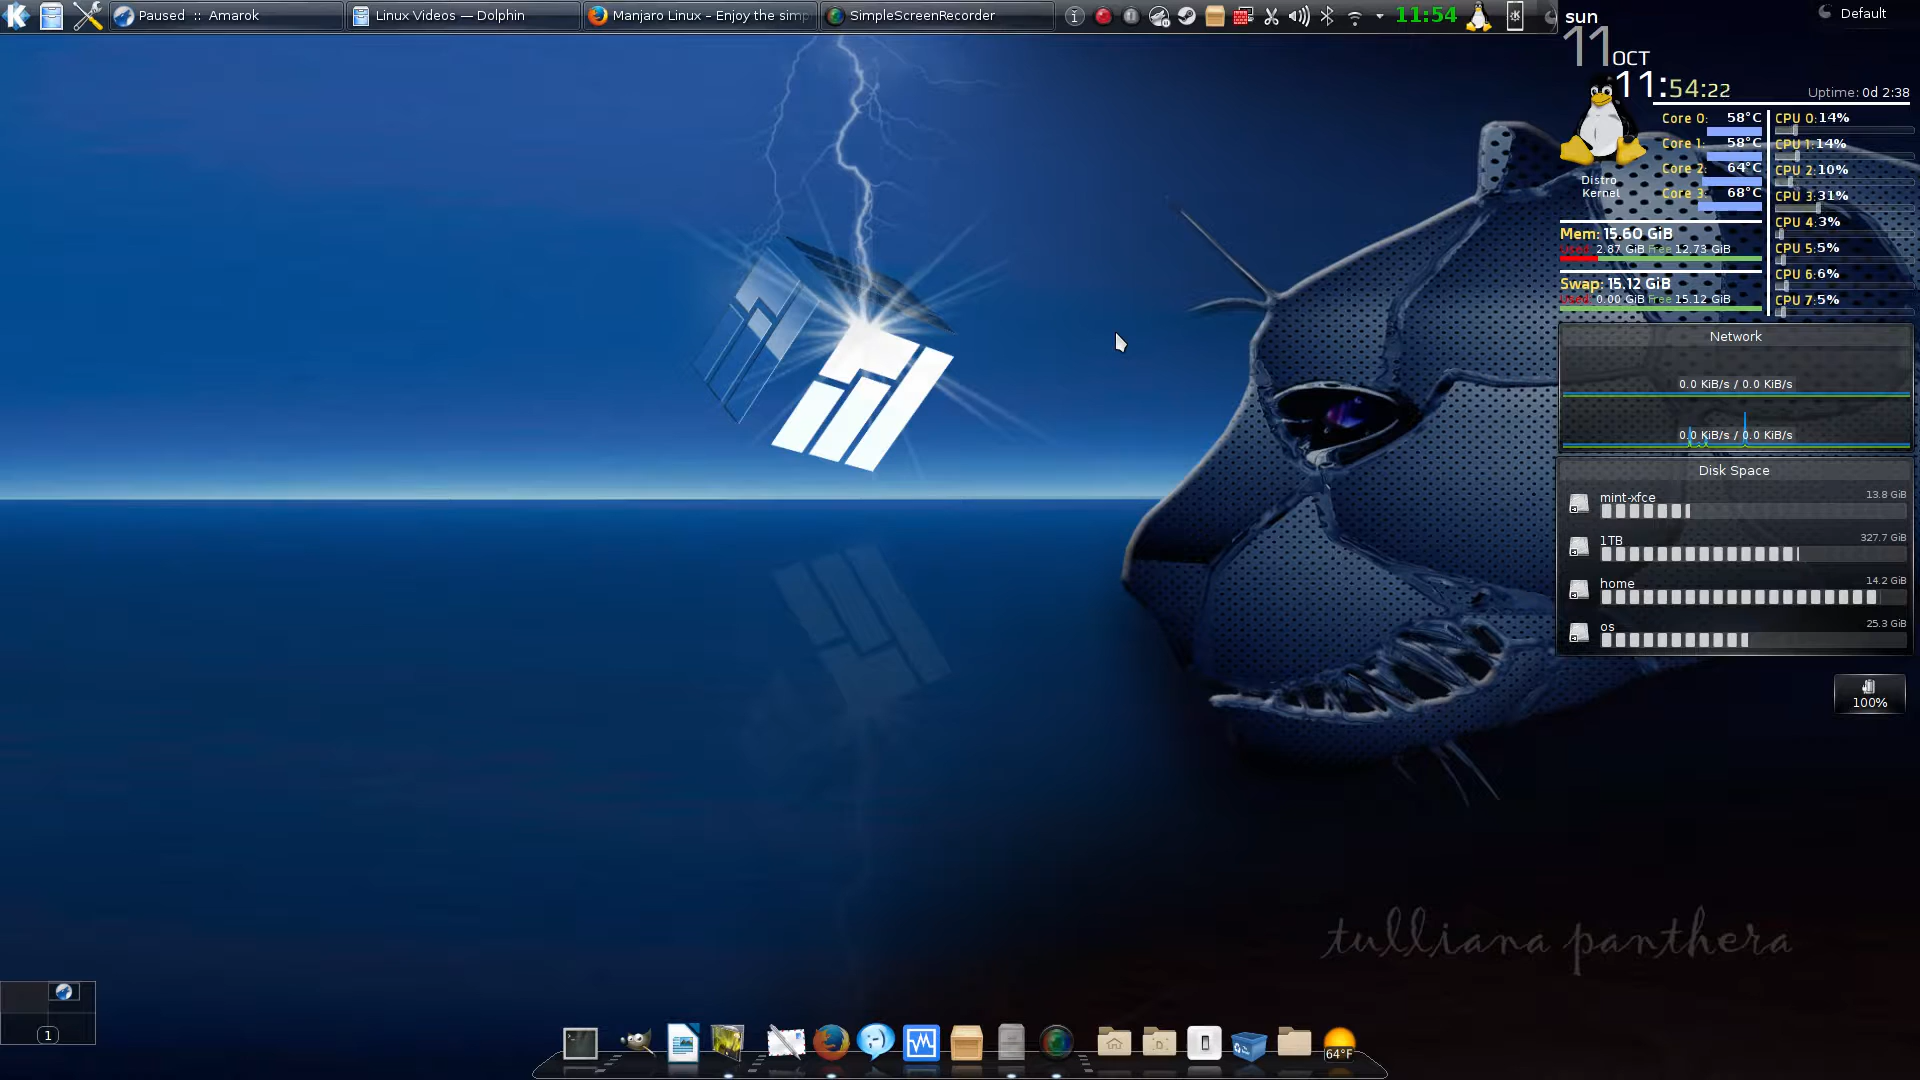 Paused :: Amarok
Linux Videos — Dolphin
Manjaro Linux - Enjoy the simp
SimpleScreenRecorder
11:54
Default
sun
11 OCT
11:54:22
Uptime: 0d 2:38
Core 0: 58°C
Core 1: 58°C
Core 2: 64°C
Core 3: 68°C
Distro
Kernel
CPU 0: 14%
CPU 1: 14%
CPU 2: 10%
CPU 3: 31%
CPU 4: 3%
CPU 5: 5%
CPU 6: 6%
CPU 7: 5%
Mem: 15.60 GiB
Used 2.87 GiB Free 12.73 GiB
Swap: 15.12 GiB
Used 0.00 GiB Free 15.12 GiB
Network
0.0 KiB/s / 0.0 KiB/s
0.0 KiB/s / 0.0 KiB/s
Disk Space
mint-xfce 13.8 GiB
1TB 327.7 GiB
home 14.2 GiB
os 25.3 GiB
100%
tulliana panthera
1
64°F